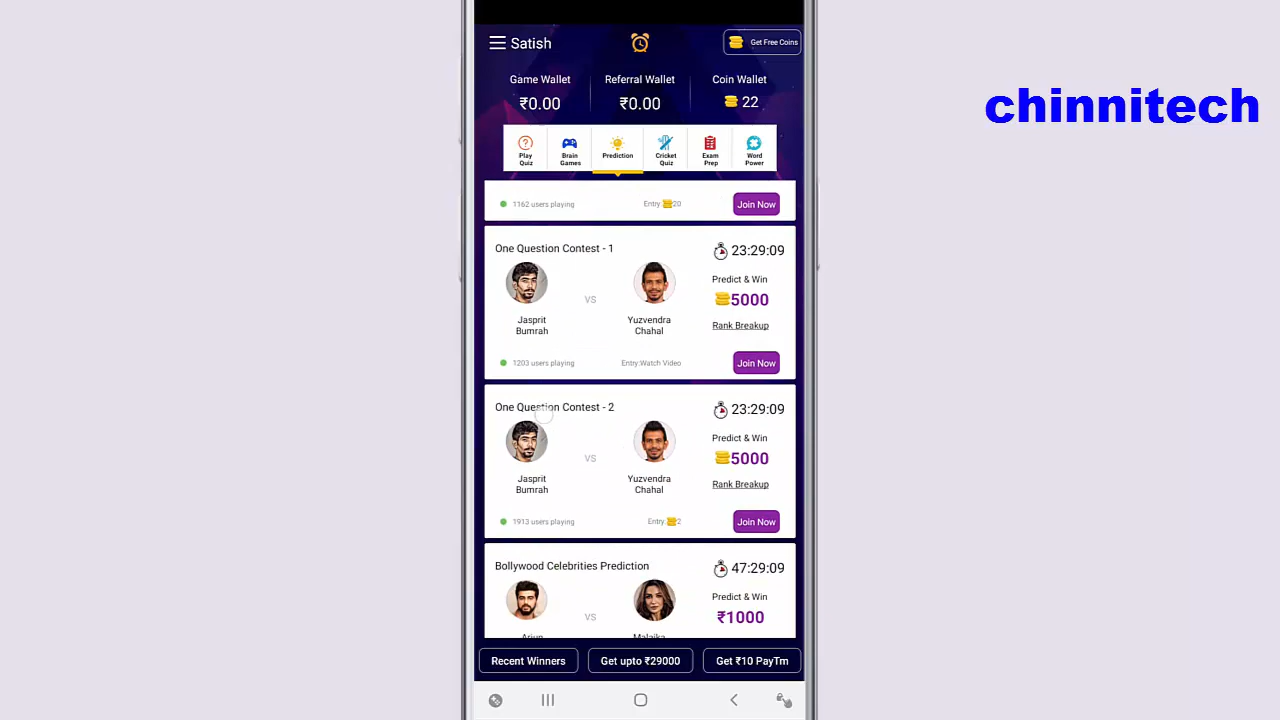 Satish
Get Free Coins
chinnitech
Game Wallet Referral Wallet Coin Wallet
₹0.00 ₹0.00 22
Play Quiz
Brain Games
Prediction
Cricket Quiz
Exam Prep
Word Power
1162 users playing Entry: 20 Join Now
One Question Contest - 1 23:29:09
Predict & Win
VS 5000
Jasprit Bumrah
Yuzvendra Chahal
Rank Breakup
1203 users playing Entry:Watch Video Join Now
One Question Contest - 2 23:29:09
Predict & Win
VS 5000
Jasprit Bumrah
Yuzvendra Chahal
Rank Breakup
1913 users playing Entry: 2 Join Now
Bollywood Celebrities Prediction 47:29:09
Predict & Win
VS ₹1000
Arjun Malaika
Recent Winners Get upto ₹29000 Get ₹10 PayTm